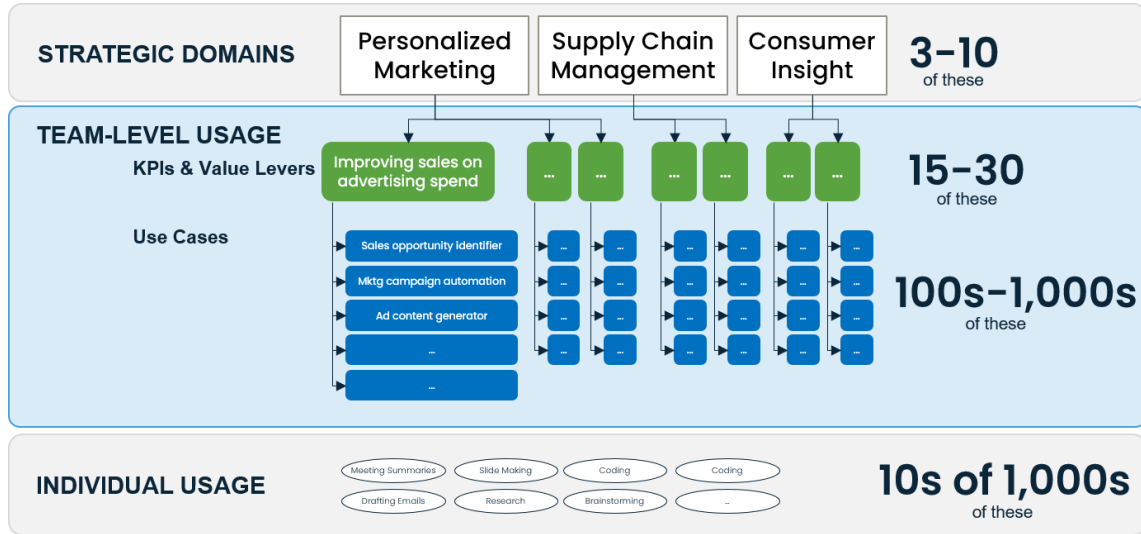 STRATEGIC DOMAINS
Personalized
Marketing
Supply Chain
Management
Consumer
Insight
3-10
of these
TEAM-LEVEL USAGE
KPIs & Value Levers
Improving sales on
advertising spend
...
...
...
...
...
...
15-30
of these
Use Cases
Sales opportunity identifier
...
...
...
...
...
...
Mktg campaign automation
...
...
...
...
...
...
Ad content generator
...
...
...
...
...
...
...
...
...
...
...
...
...
...
100s-1,000s
of these
INDIVIDUAL USAGE
Meeting Summaries
Slide Making
Coding
Coding
Drafting Emails
Research
Brainstorming
...
10s of 1,000s
of these